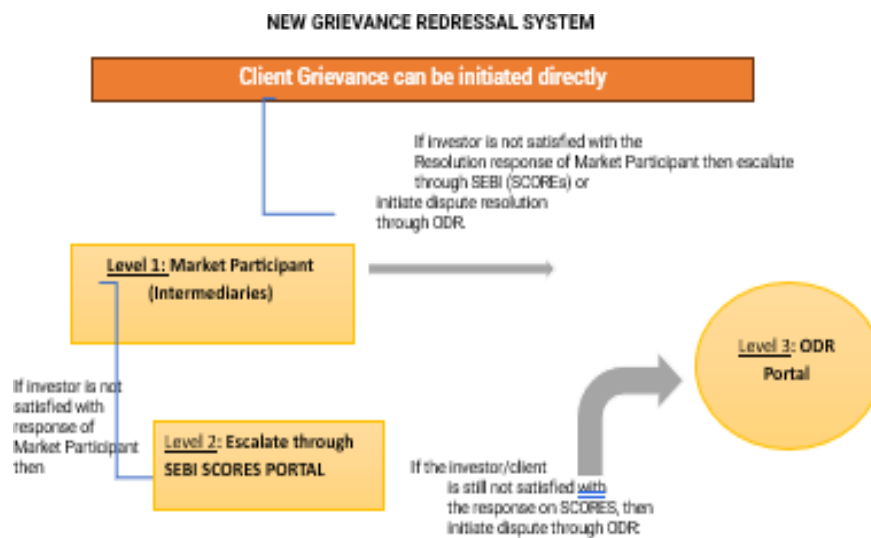 NEW GRIEVANCE REDRESSAL SYSTEM
Client Grievance can be initiated directly
If investor is not satisfied with the
Resolution response of Market Participant then escalate
through SEBI (SCOREs) or
initiate dispute resolution
through ODR.
Level 1: Market Participant
(Intermediaries)
Level 3: ODR
Portal
If investor is not
satisfied with
response of
Market Participant
then
Level 2: Escalate through
SEBI SCORES PORTAL
If the investor/client
is still not satisfied with
the response on SCORES, then
initiate dispute through ODR: